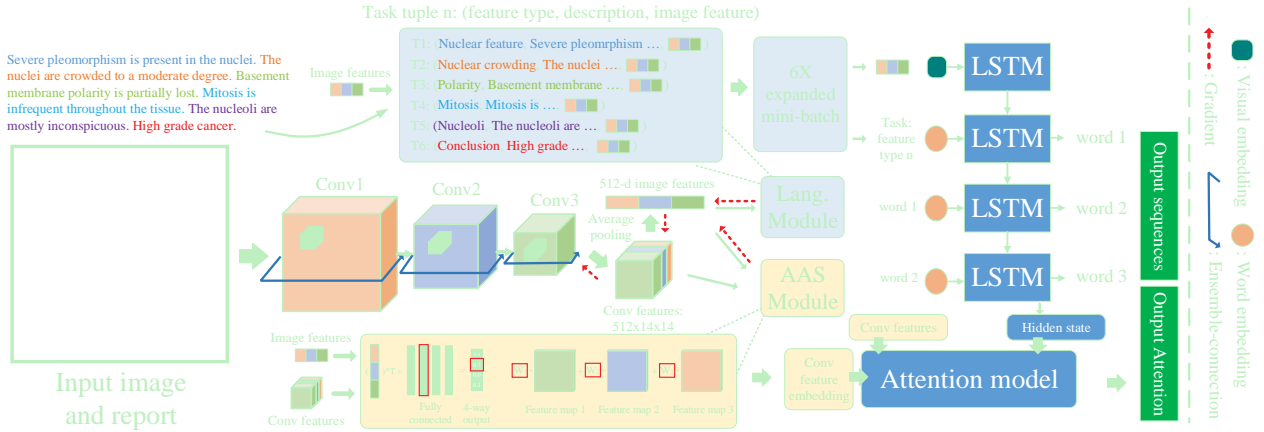 Task tuple n: (feature type, description, image feature)
Severe pleomorphism is present in the nuclei. The
nuclei are crowded to a moderate degree. Basement
membrane polarity is partially lost. Mitosis is
infrequent throughout the tissue. The nucleoli are
mostly inconspicuous. High grade cancer.
Input image
and report
Image features
T1: (Nuclear feature, Severe pleomrphism …, )
T2: (Nuclear crowding, The nuclei …, )
T3: (Polarity, Basement membrane …, )
T4: (Mitosis, Mitosis is …, )
T5: (Nucleoli, The nucleoli are …, )
T6: (Conclusion, High grade …, )
6X
expanded
mini-batch
Conv1
Conv2
Conv3
512-d image features
Average
pooling
Conv features:
512x14x14
Lang.
Module
AAS
Module
Image features
Conv features
Fully
connected
4-way
output
Feature map 1
Feature map 2
Feature map 3
Conv
feature
embedding
Conv features
Hidden state
Attention model
LSTM
Task:
feature
type n
LSTM
word 1
word 1
LSTM
word 2
word 2
LSTM
word 3
Output sequences
Output Attention
: Gradient
: Ensemble-connection
: Visual embedding
: Word embedding